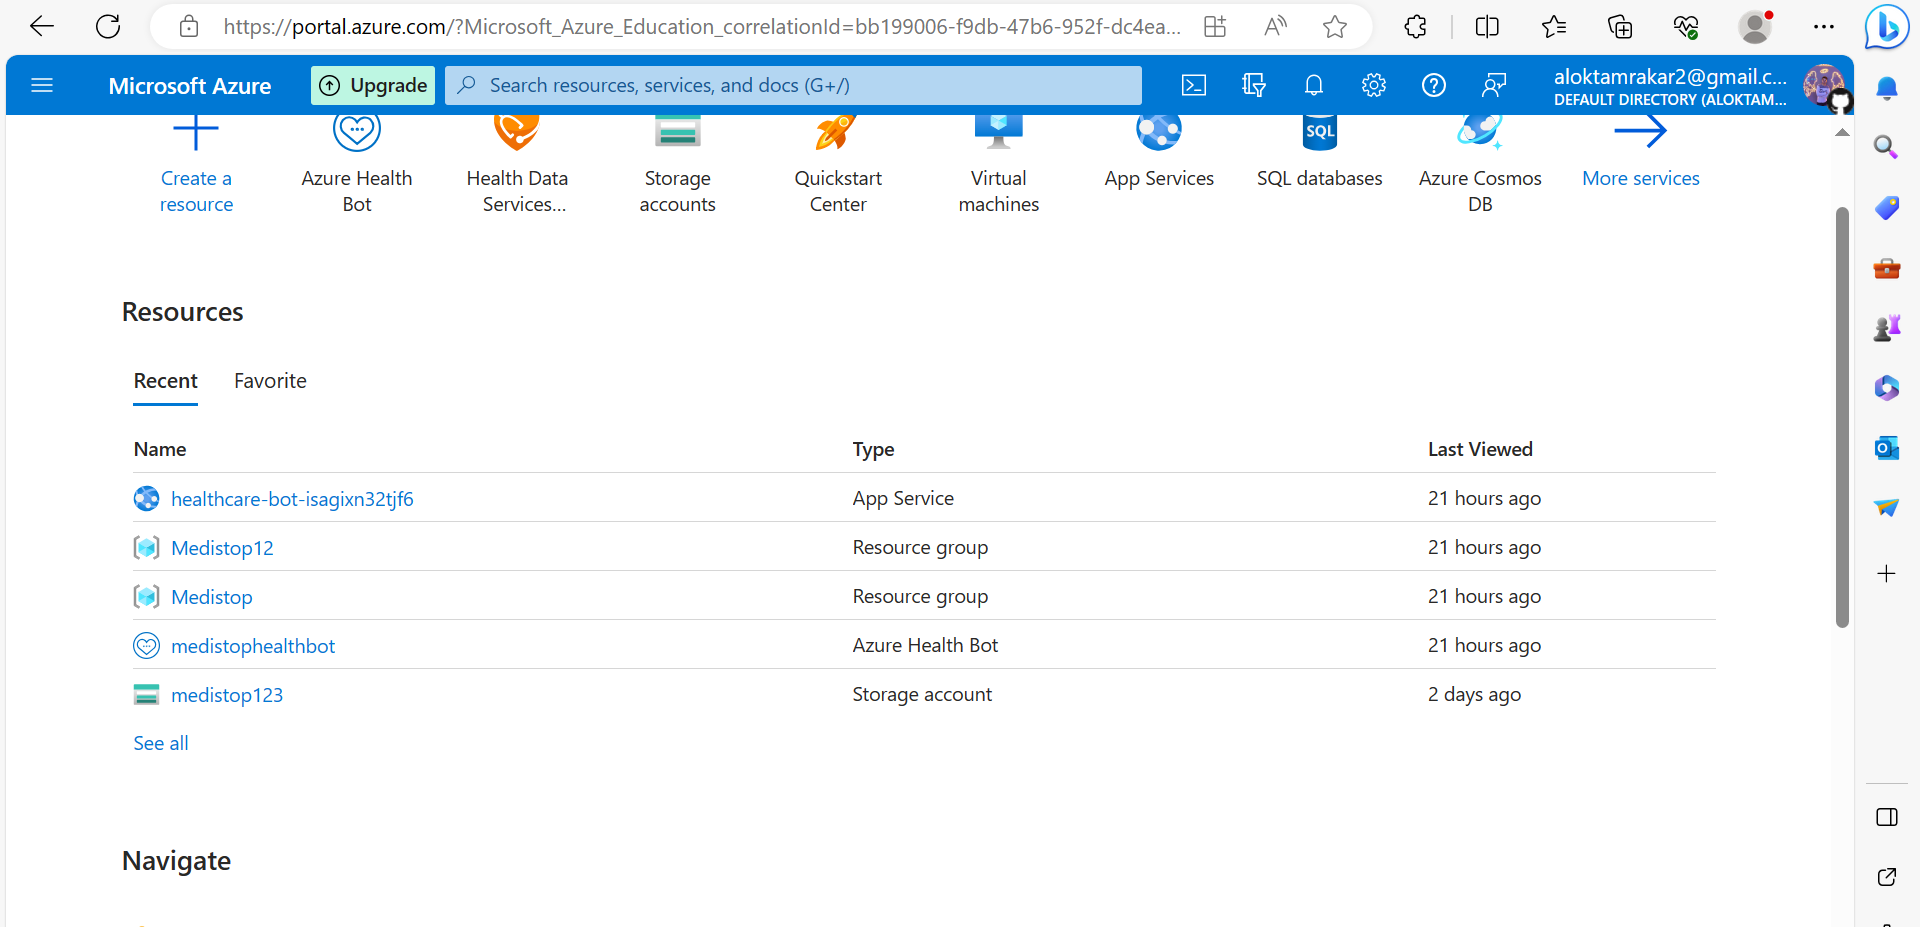 https://portal.azure.com/?Microsoft_Azure_Education_correlationId=bb199006-f9db-47b6-952f-dc4ea...
Microsoft Azure
Upgrade
Search resources, services, and docs (G+/)
aloktamrakar2@gmail.c...
DEFAULT DIRECTORY (ALOKTAM...
Create a resource
Azure Health Bot
Health Data Services...
Storage accounts
Quickstart Center
Virtual machines
App Services
SQL
SQL databases
Azure Cosmos DB
More services
Resources
Recent Favorite
Name Type Last Viewed
healthcare-bot-isagixn32tjf6 App Service 21 hours ago
Medistop12 Resource group 21 hours ago
Medistop Resource group 21 hours ago
medistophealthbot Azure Health Bot 21 hours ago
medistop123 Storage account 2 days ago
See all
Navigate